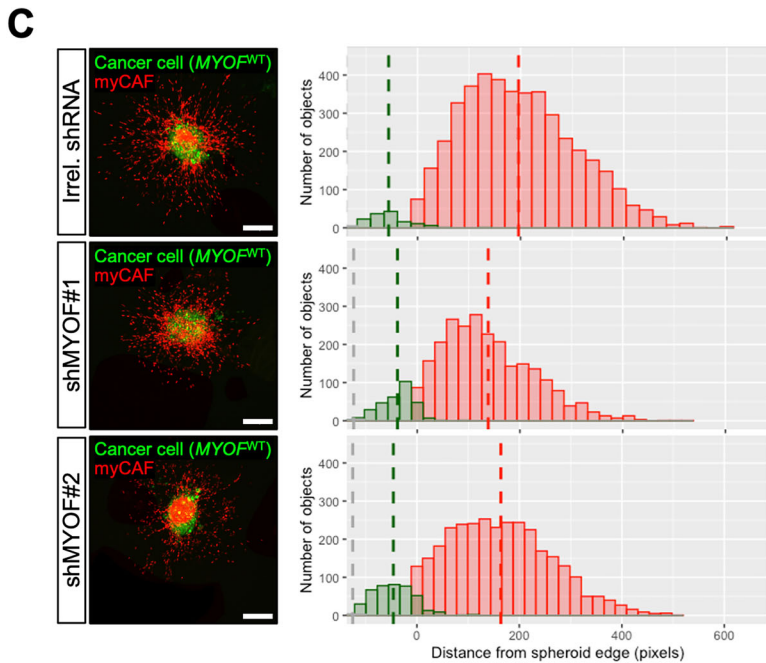 C
Irrel. shRNA
Cancer cell (MYOFWT)
myCAF
Number of objects
400
300
200
100
0
shMYOF#1
Cancer cell (MYOFWT)
myCAF
Number of objects
400
300
200
100
0
shMYOF#2
Cancer cell (MYOFWT)
myCAF
Number of objects
400
300
200
100
0
0 200 400 600
Distance from spheroid edge (pixels)